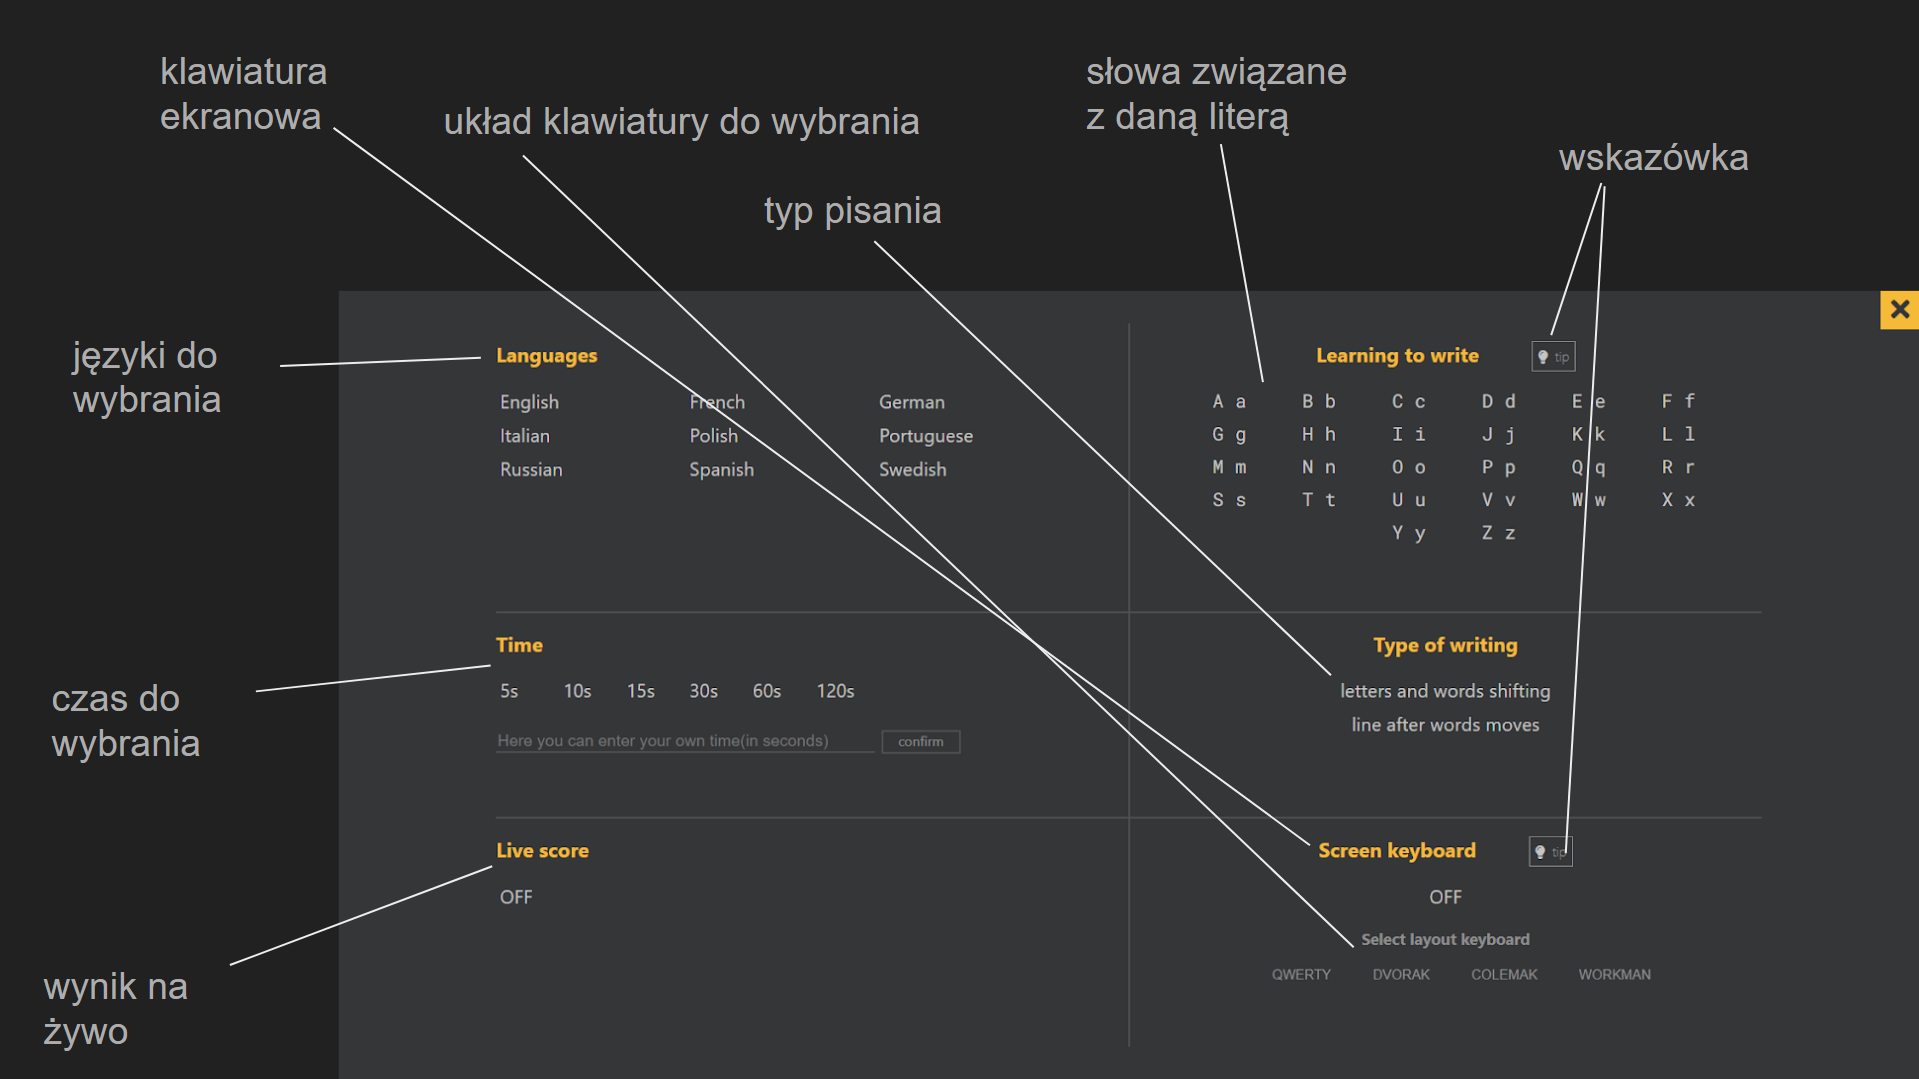 klawiatura
ekranowa
układ klawiatury do wybrania
typ pisania
słowa związane
z daną literą
wskazówka
języki do
wybrania
Languages
English French German
Italian Polish Portuguese
Russian Spanish Swedish
Learning to write
tip
A a B b C c D d E e F f
G g H h I i J j K k L l
M m N n O o P p Q q R r
S s T t U u V v W w X x
Y y Z z
czas do
wybrania
Time
5s 10s 15s 30s 60s 120s
Here you can enter your own time(in seconds)
confirm
Type of writing
letters and words shifting
line after words moves
wynik na
żywo
Live score
OFF
Screen keyboard
tip
OFF
Select layout keyboard
QWERTY DVORAK COLEMAK WORKMAN